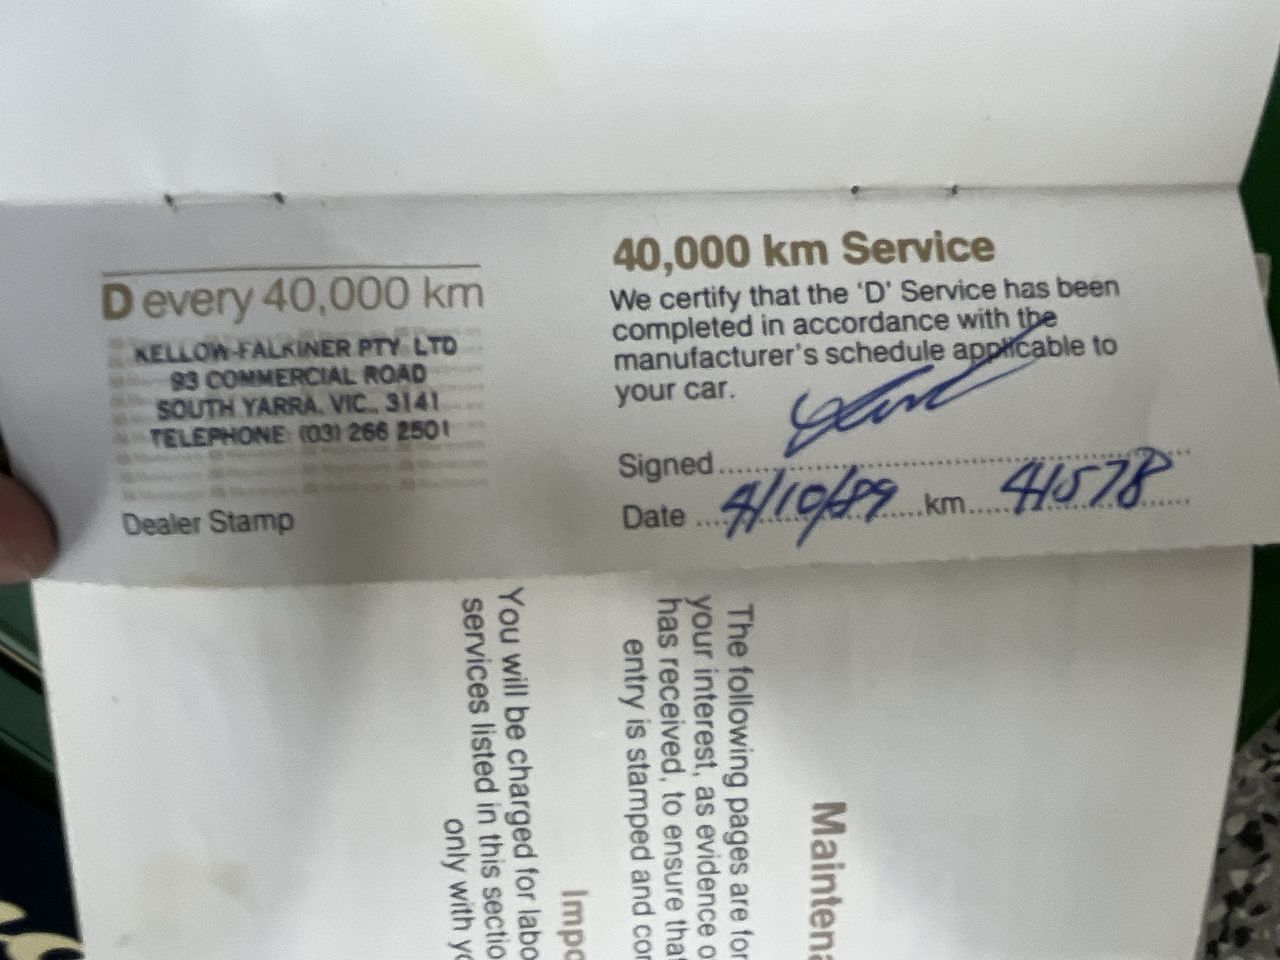 D every 40,000 km
KELLOW-FALKINER PTY. LTD
93 COMMERCIAL ROAD
SOUTH YARRA. VIC., 3141
TELEPHONE: (03) 266 2501
Dealer Stamp
40,000 km Service
We certify that the 'D' Service has been
completed in accordance with the
manufacturer's schedule applicable to
your car.
Signed
Date 4/10/89 km 41578
Maintena
The following pages are for
your interest, as evidence o
has received, to ensure tha
entry is stamped and con
Impo
You will be charged for labo
services listed in this sectio
only with yo